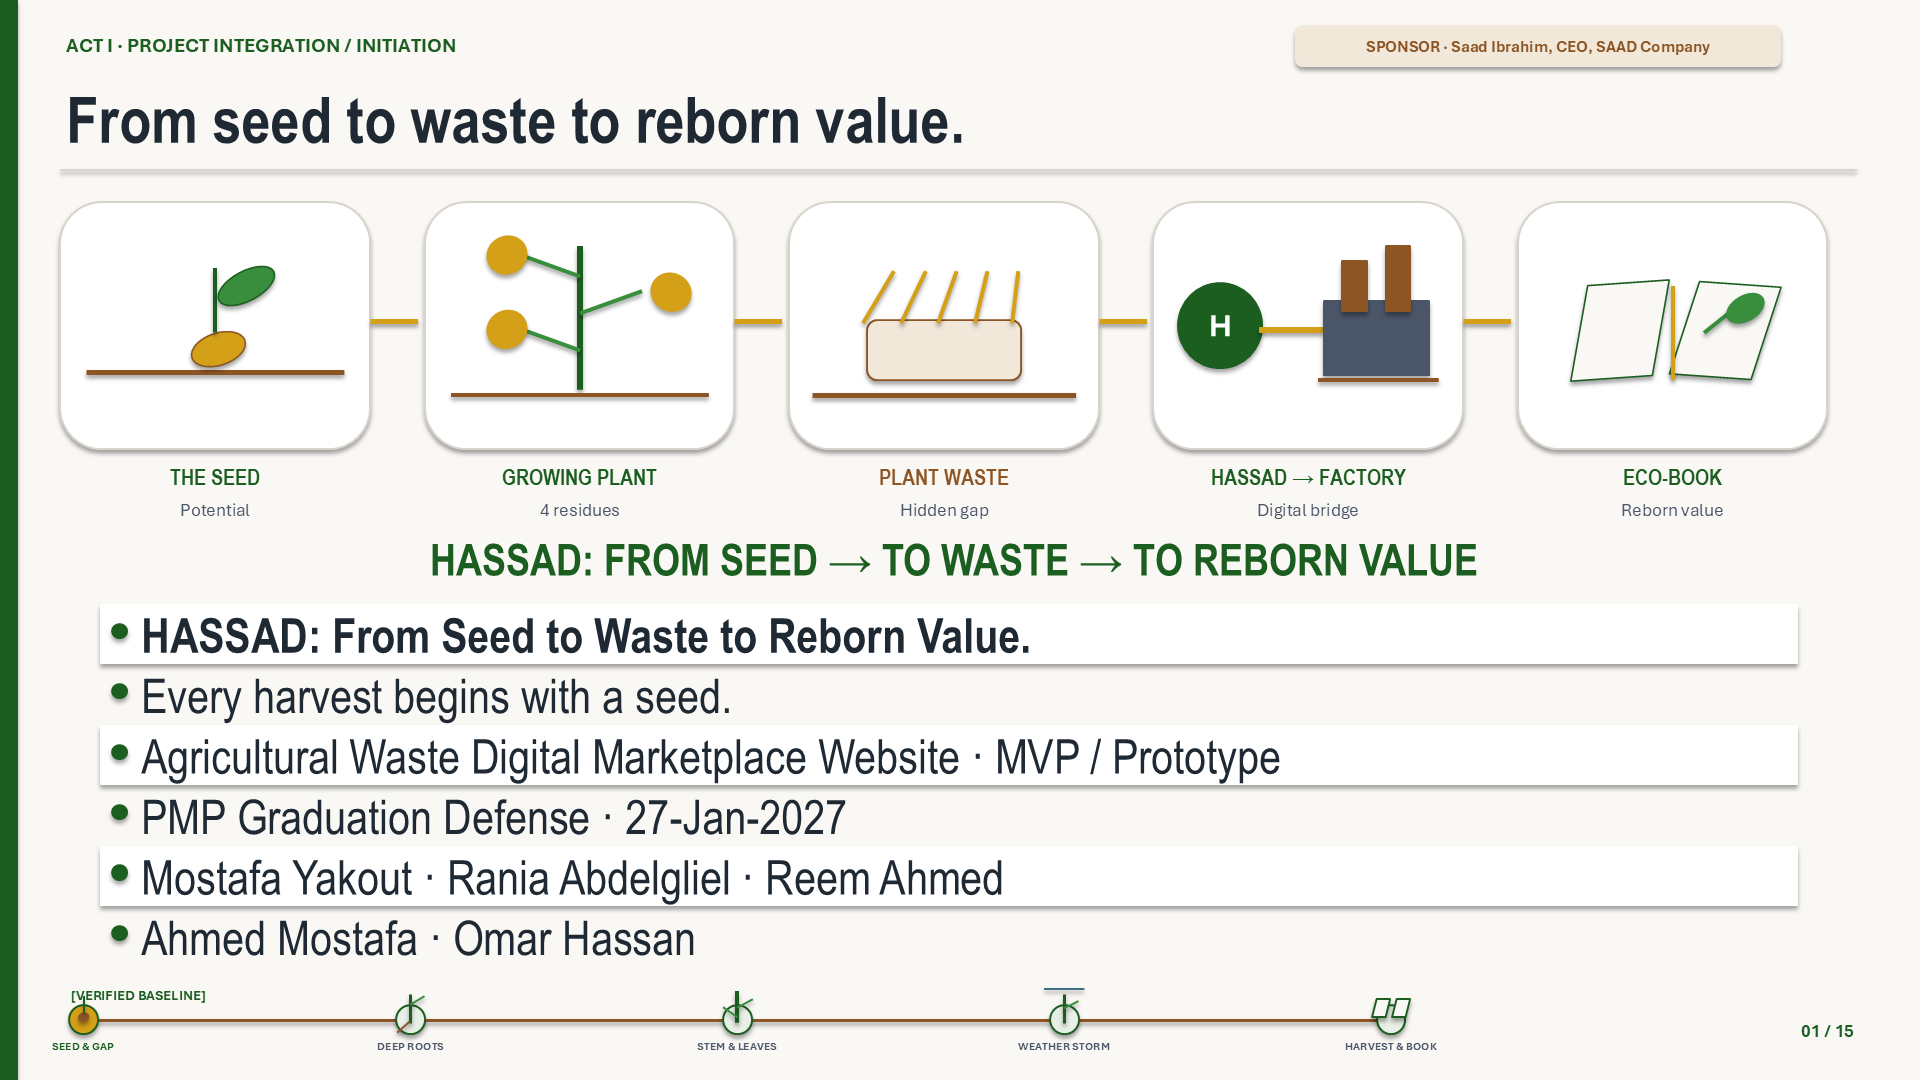 ACT I · PROJECT INTEGRATION / INITIATION
SPONSOR · Saad Ibrahim, CEO, SAAD Company
From seed to waste to reborn value.
H
THE SEED
Potential
GROWING PLANT
4 residues
PLANT WASTE
Hidden gap
HASSAD → FACTORY
Digital bridge
ECO-BOOK
Reborn value
HASSAD: FROM SEED → TO WASTE → TO REBORN VALUE
• HASSAD: From Seed to Waste to Reborn Value.
• Every harvest begins with a seed.
• Agricultural Waste Digital Marketplace Website · MVP / Prototype
• PMP Graduation Defense · 27-Jan-2027
• Mostafa Yakout · Rania Abdelgliel · Reem Ahmed
• Ahmed Mostafa · Omar Hassan
[VERIFIED BASELINE]
SEED & GAP
DEEP ROOTS
STEM & LEAVES
WEATHER STORM
HARVEST & BOOK
01 / 15